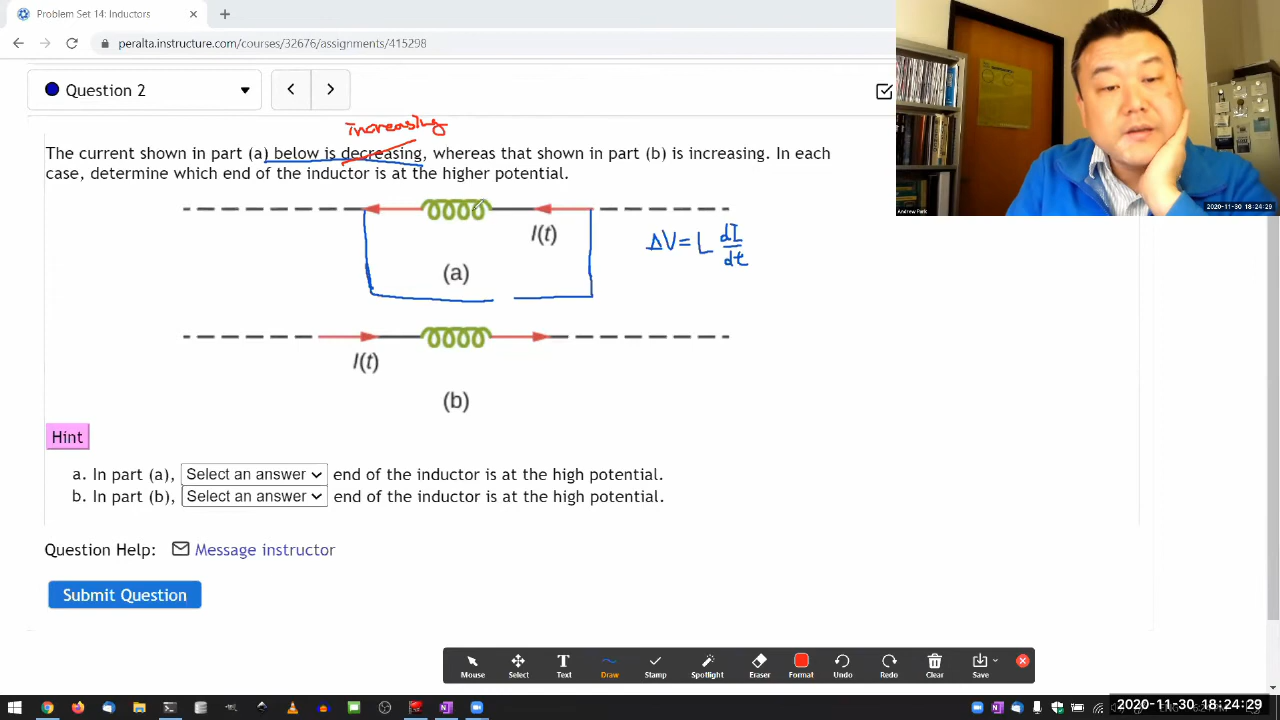 Problem Set 14: Inductors
peralta.instructure.com/courses/32676/assignments/415298
Question 2
increasing
The current shown in part (a) below is decreasing, whereas that shown in part (b) is increasing. In each
case, determine which end of the inductor is at the higher potential.
I(t)
ΔV = L dI/dt
(a)
I(t)
(b)
Hint
a. In part (a), Select an answer end of the inductor is at the high potential.
b. In part (b), Select an answer end of the inductor is at the high potential.
Question Help: Message instructor
Submit Question
Mouse Select Text Draw Stamp Spotlight Eraser Format Undo Redo Clear Save
Andrew Park
2020-11-30 18:24:29
2020-11-30 18:24:29